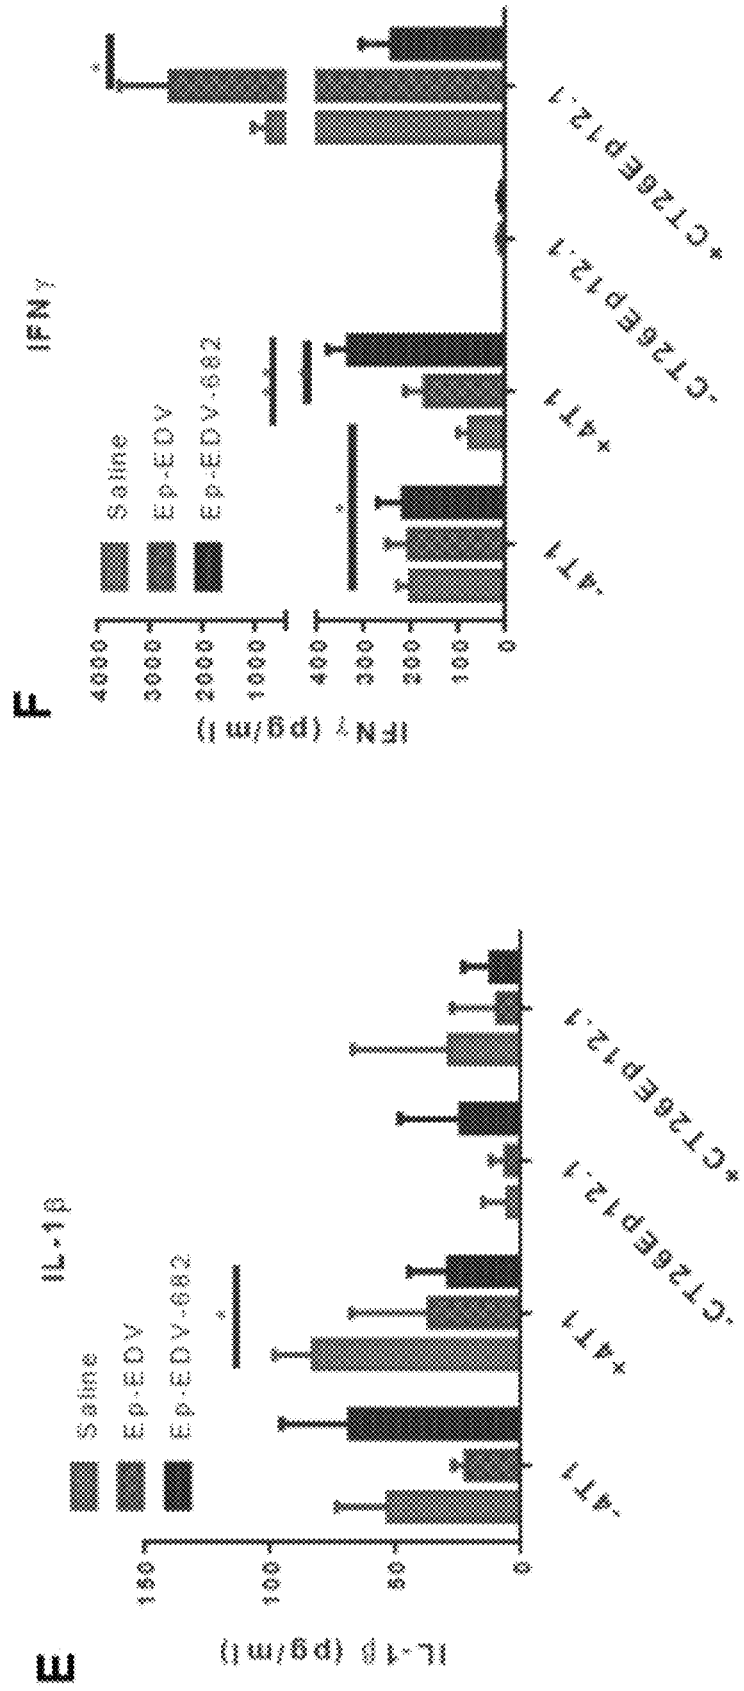 E
IL-1β
Saline
Ep-EDV
Ep-EDV-682
*
IL-1β (pg/ml)
150
100
50
0
-4T1
+4T1
-CT26Ep12.1
+CT26Ep12.1
F
IFNγ
Saline
Ep-EDV
Ep-EDV-682
*
**
*
*
IFNγ (pg/ml)
4000
3000
2000
1000
400
300
200
100
0
-4T1
+4T1
-CT26Ep12.1
+CT26Ep12.1